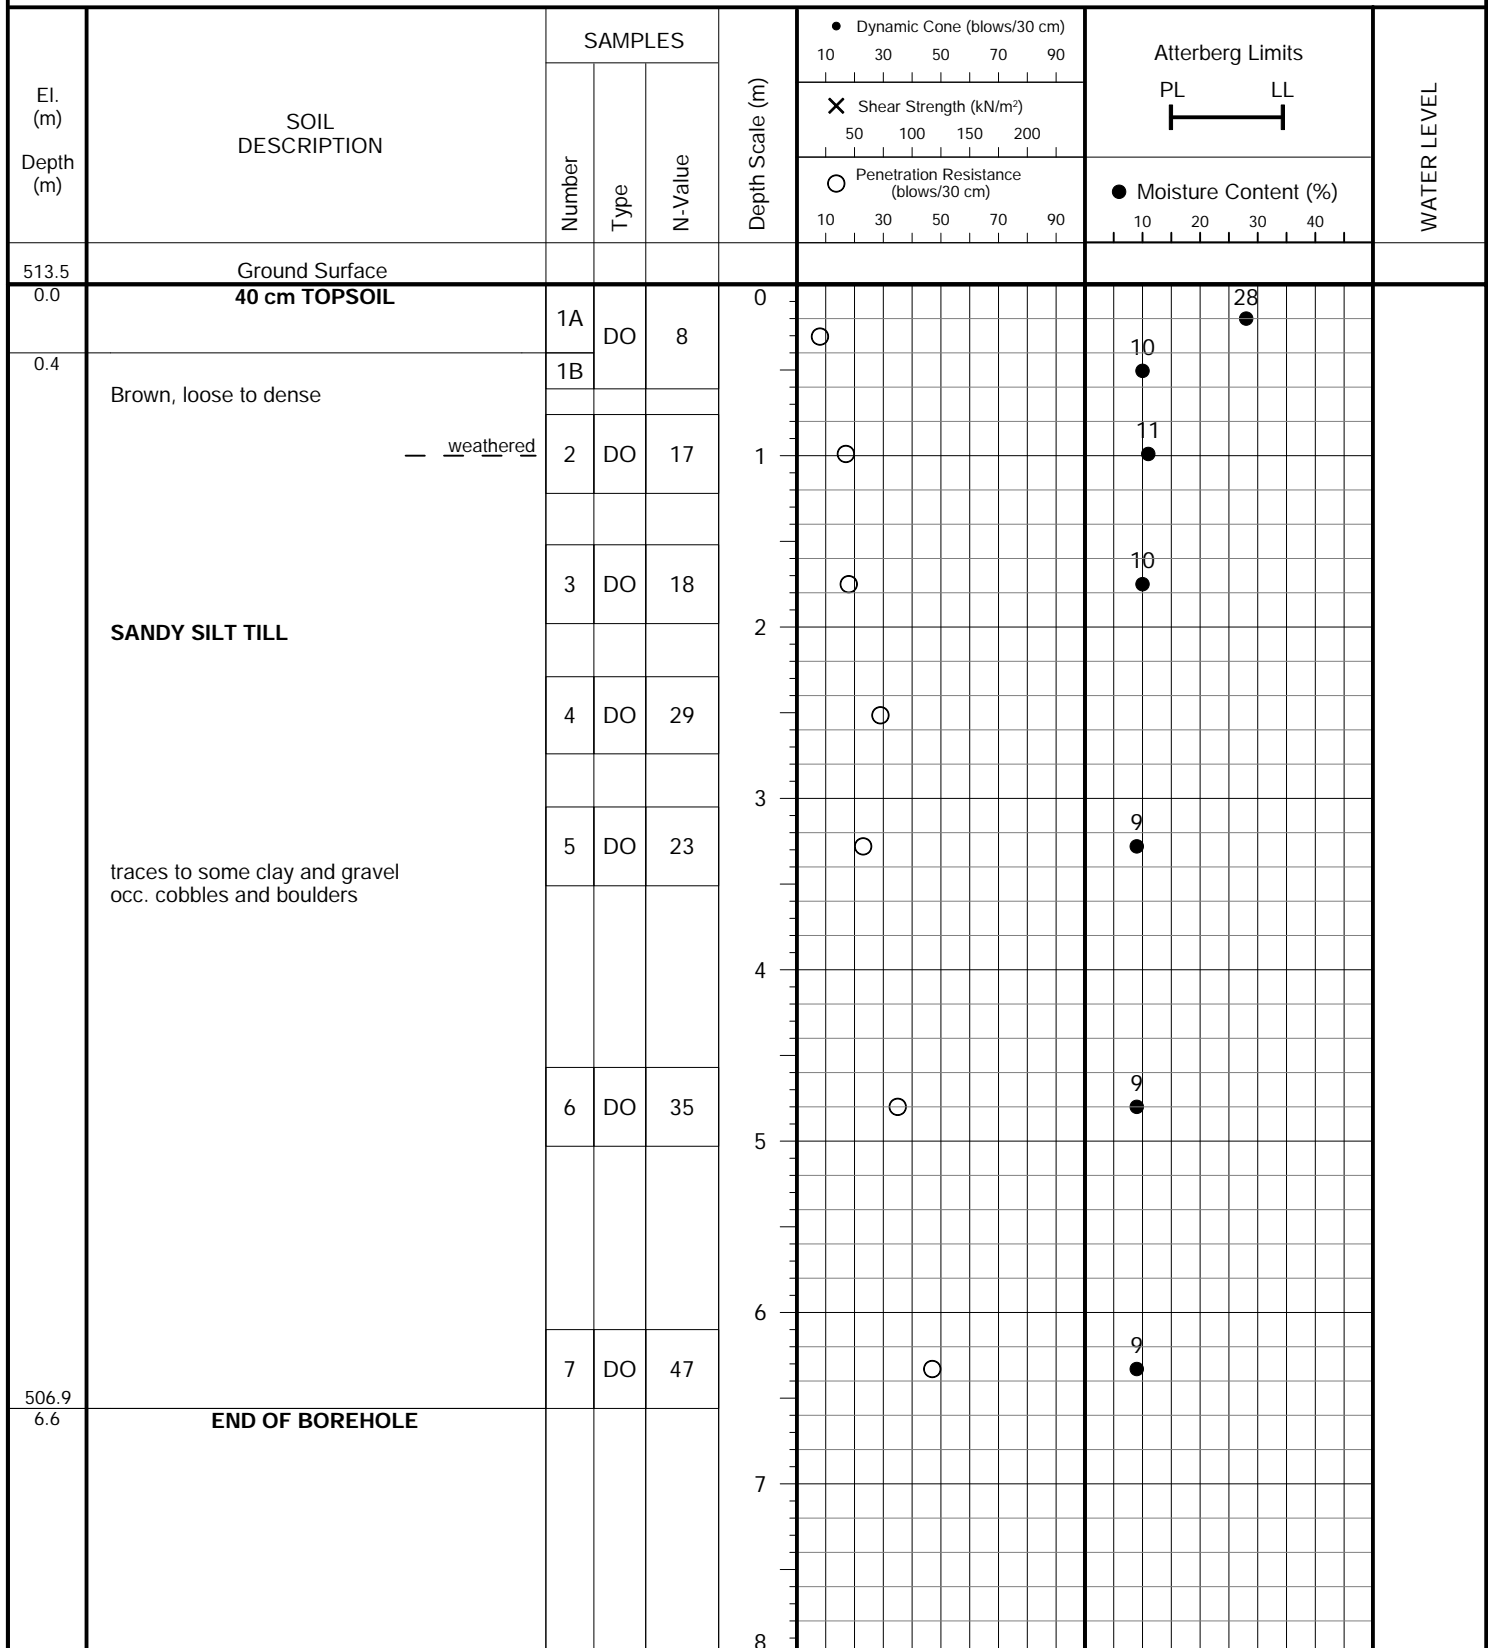 El.
(m)
Depth
(m)
SOIL
DESCRIPTION
SAMPLES
Number
Type
N-Value
Depth Scale (m)
● Dynamic Cone (blows/30 cm)
10 30 50 70 90
X Shear Strength (kN/m²)
50 100 150 200
O Penetration Resistance
(blows/30 cm)
10 30 50 70 90
Atterberg Limits
PL LL
● Moisture Content (%)
10 20 30 40
WATER LEVEL
513.5 Ground Surface
0.0 40 cm TOPSOIL 0 28
1A DO 8
10
0.4
1B
Brown, loose to dense
11
weathered 2 DO 17 1
10
3 DO 18
SANDY SILT TILL 2
4 DO 29
3
9
5 DO 23
traces to some clay and gravel
occ. cobbles and boulders
4
9
6 DO 35
5
6
9
7 DO 47
506.9
6.6 END OF BOREHOLE
7
8